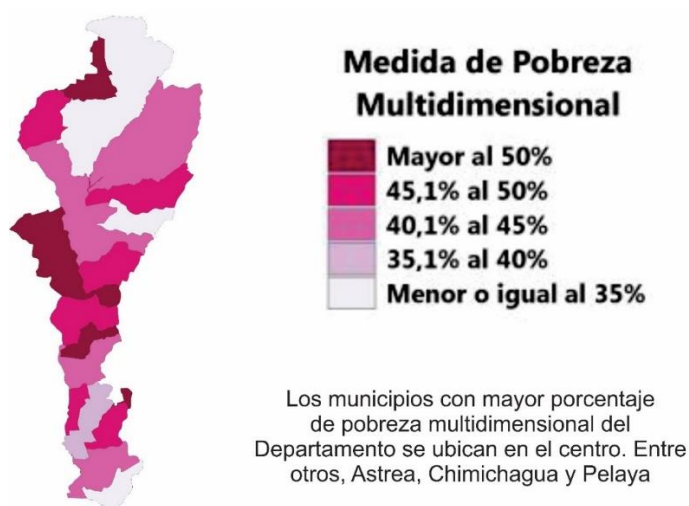 Medida de Pobreza
Multidimensional
Mayor al 50%
45,1% al 50%
40,1% al 45%
35,1% al 40%
Menor o igual al 35%
Los municipios con mayor porcentaje
de pobreza multidimensional del
Departamento se ubican en el centro. Entre
otros, Astrea, Chimichagua y Pelaya